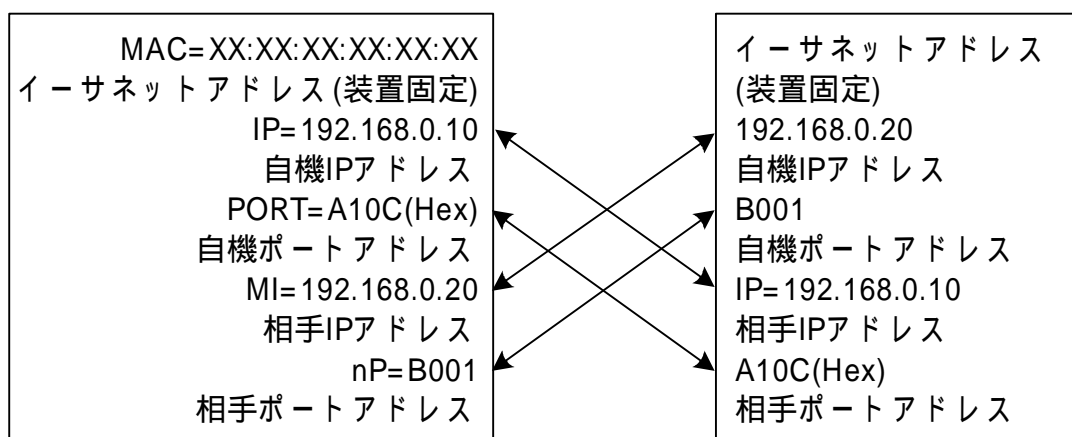 MAC=XX:XX:XX:XX:XX:XX
イーサネットアドレス(装置固定)
IP=192.168.0.10
自機IPアドレス
PORT=A10C(Hex)
自機ポートアドレス
MI=192.168.0.20
相手IPアドレス
nP=B001
相手ポートアドレス
イーサネットアドレス
(装置固定)
192.168.0.20
自機IPアドレス
B001
自機ポートアドレス
IP=192.168.0.10
相手IPアドレス
A10C(Hex)
相手ポートアドレス